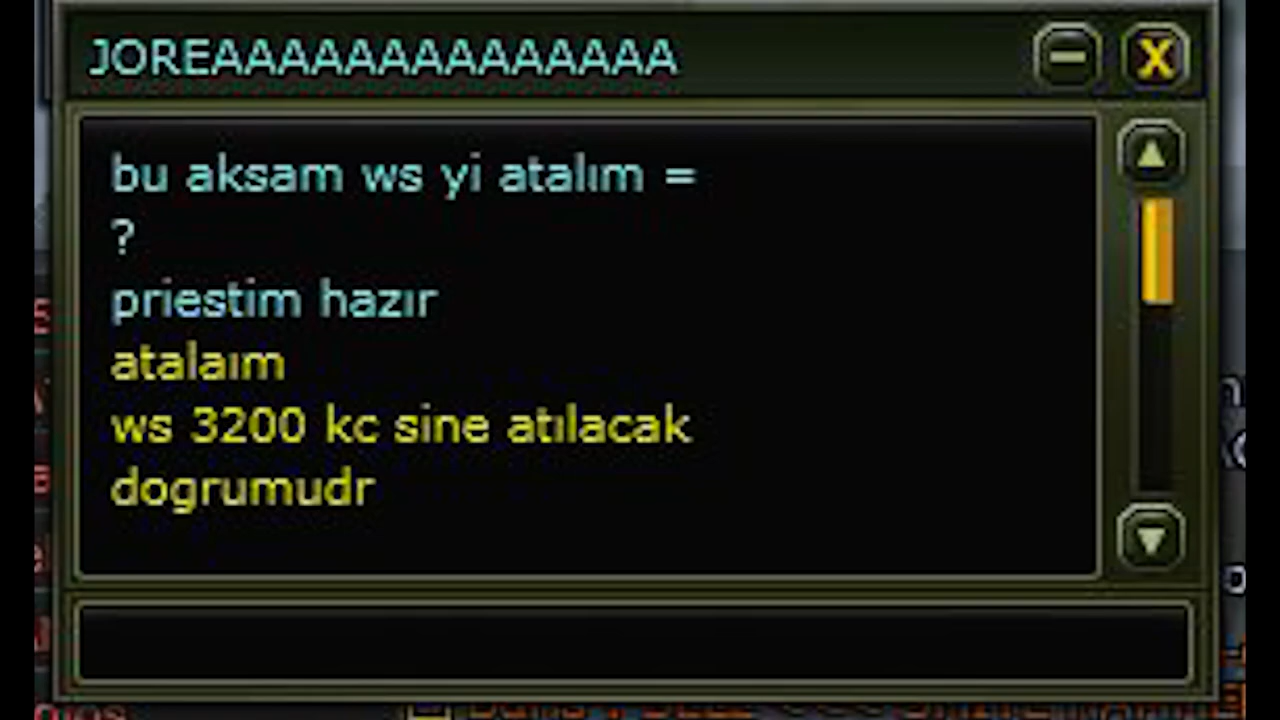 JOREAAAAAAAAAAAAAA
bu aksam ws yi atalım =
?
priestim hazır
atalaım
ws 3200 kc sine atılacak
dogrumudr